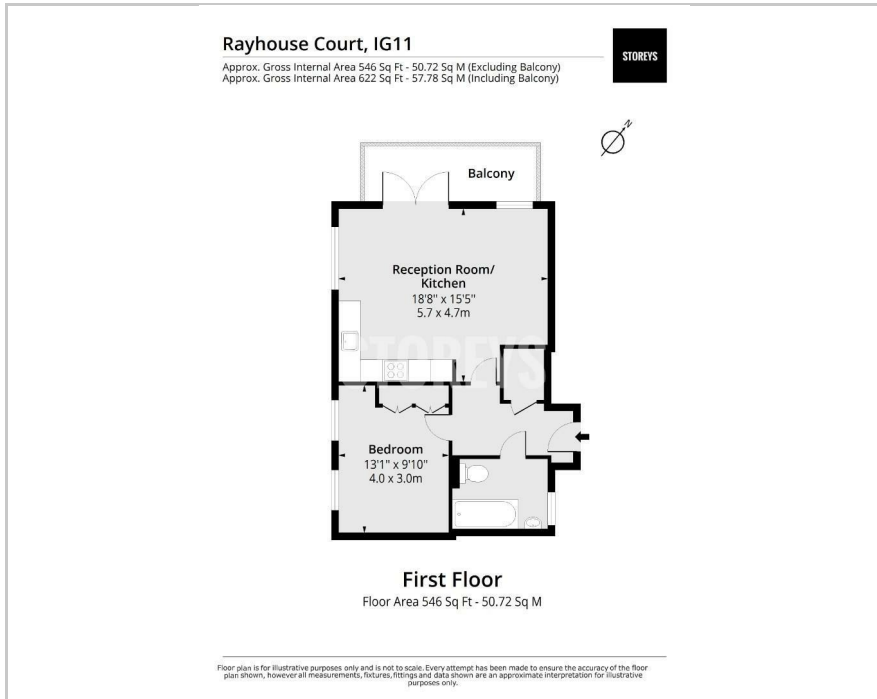 Rayhouse Court, IG11
Approx. Gross Internal Area 546 Sq Ft - 50.72 Sq M (Excluding Balcony)
Approx. Gross Internal Area 622 Sq Ft - 57.78 Sq M (Including Balcony)
STOREYS
N
Balcony
Reception Room/
Kitchen
18'8" x 15'5"
5.7 x 4.7m
STOREYS
Bedroom
13'1" x 9'10"
4.0 x 3.0m
First Floor
Floor Area 546 Sq Ft - 50.72 Sq M
Floor plan is for illustrative purposes only and is not to scale. Every attempt has been made to ensure the accuracy of the floor
plan shown, however all measurements, fixtures, fittings and data shown are an approximate interpretation for illustrative
purposes only.